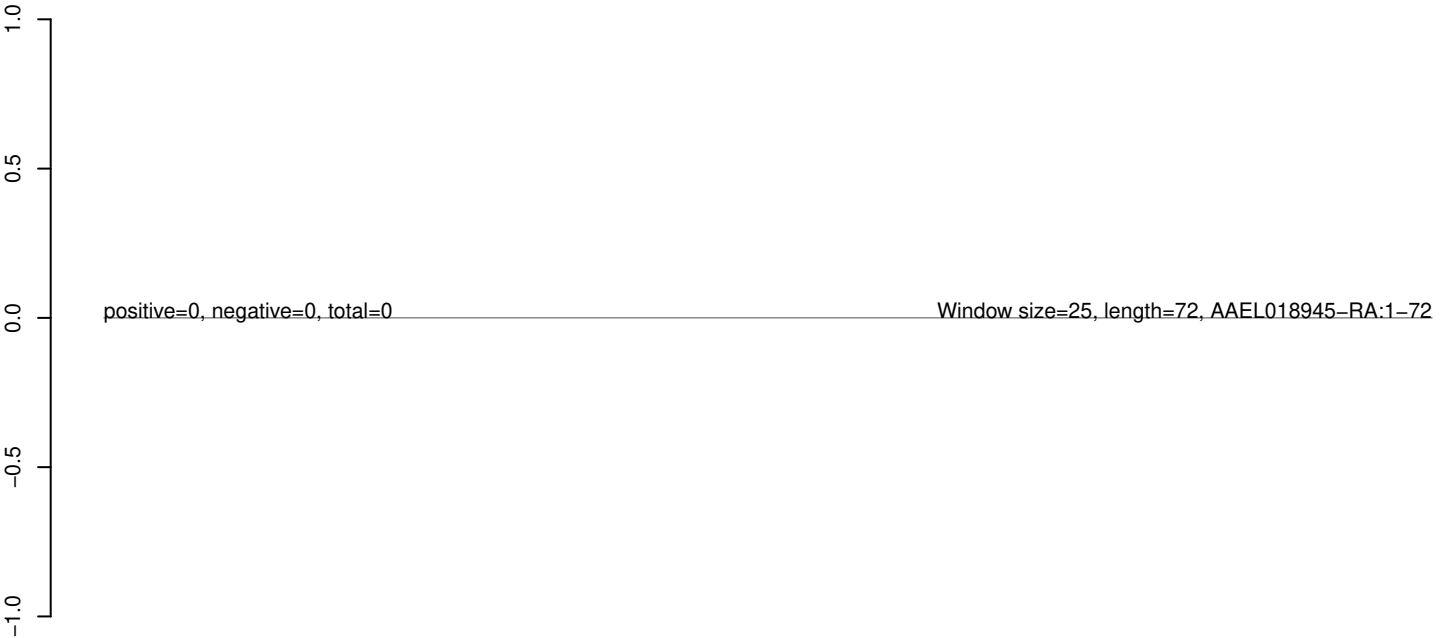 1.0
0.5
positive=0, negative=0, total=0
Window size=25, length=72, AAEL018945−RA:1−72
0.0
−0.5
−1.0